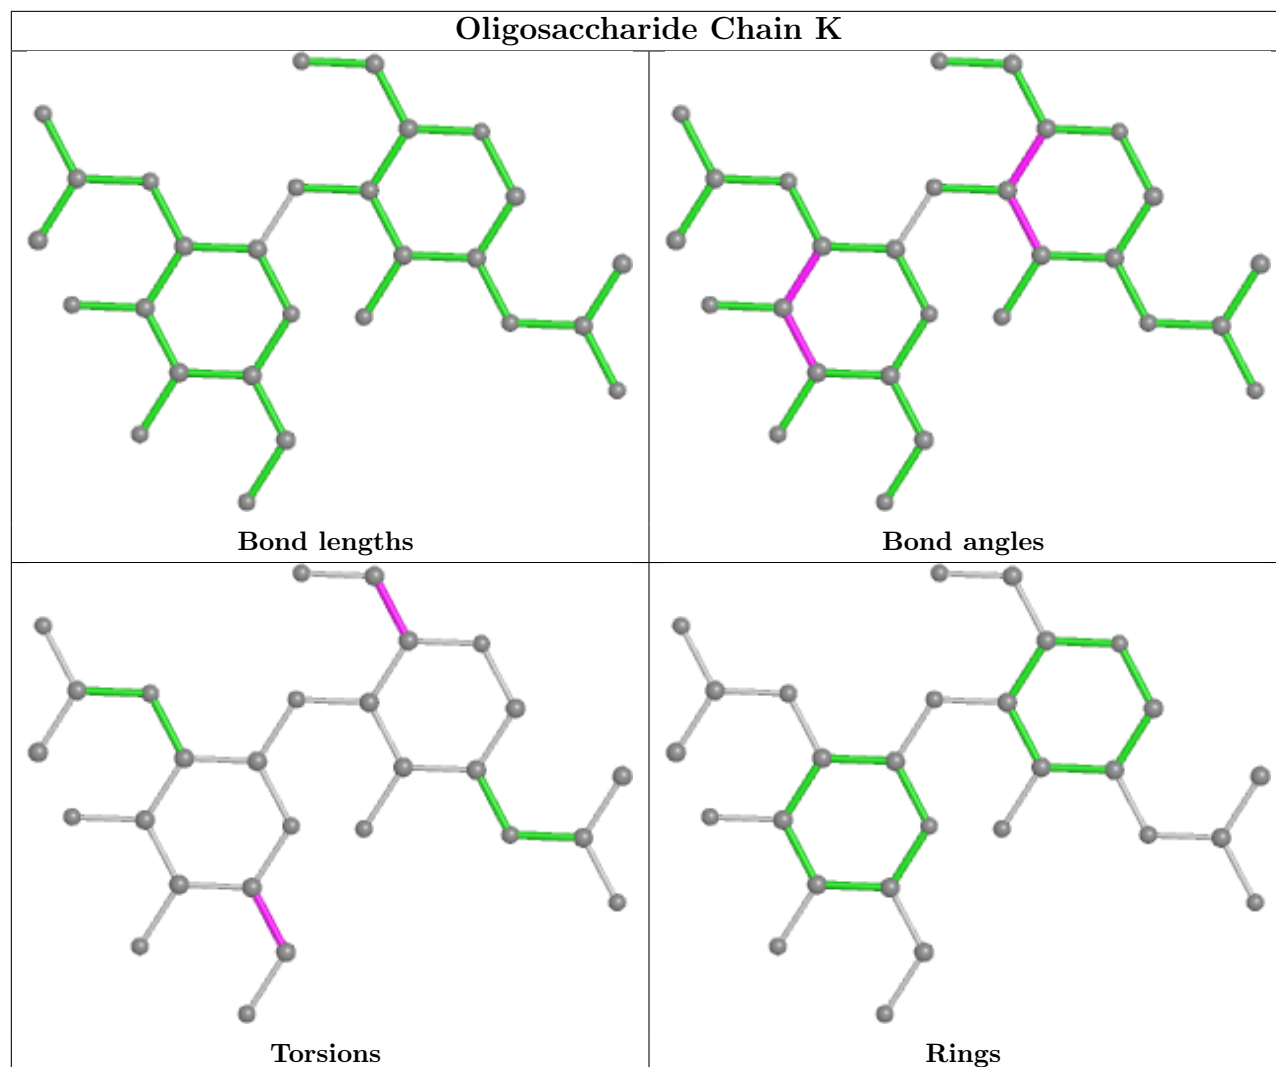 Oligosaccharide Chain K
Bond lengths
Bond angles
Torsions
Rings